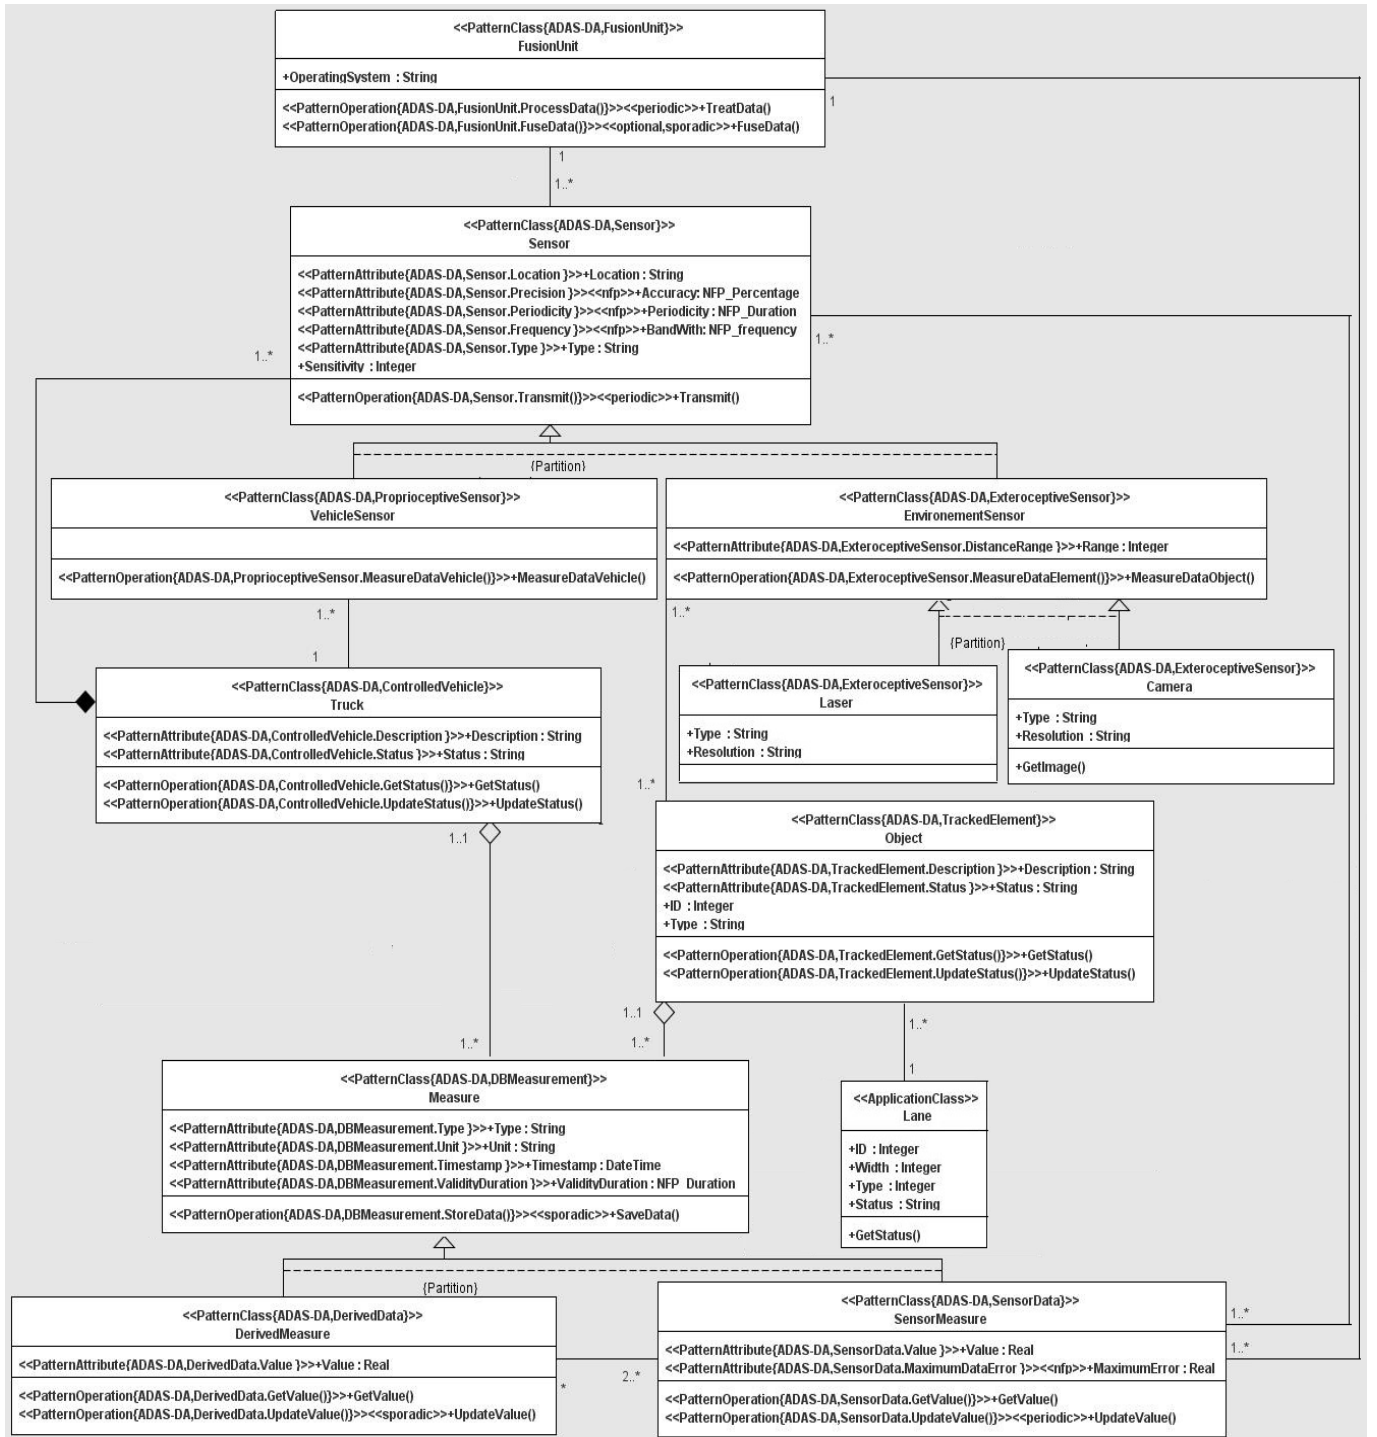 <<PatternClass{ADAS-DA,FusionUnit}>>
FusionUnit
+OperatingSystem : String
<<PatternOperation{ADAS-DA,FusionUnit.ProcessData()}>><<periodic>>+TreatData()
<<PatternOperation{ADAS-DA,FusionUnit.FuseData()}>><<optional,sporadic>>+FuseData()
1
1
1..*
<<PatternClass{ADAS-DA,Sensor}>>
Sensor
<<PatternAttribute{ADAS-DA,Sensor.Location }>>+Location : String
<<PatternAttribute{ADAS-DA,Sensor.Precision }>><<nfp>>+Accuracy: NFP_Percentage
<<PatternAttribute{ADAS-DA,Sensor.Periodicity }>><<nfp>>+Periodicity : NFP_Duration
<<PatternAttribute{ADAS-DA,Sensor.Frequency }>><<nfp>>+BandWith: NFP_frequency
<<PatternAttribute{ADAS-DA,Sensor.Type }>>+Type : String
+Sensitivity : Integer
<<PatternOperation{ADAS-DA,Sensor.Transmit()}>><<periodic>>+Transmit()
1..*
1..*
{Partition}
<<PatternClass{ADAS-DA,ProprioceptiveSensor}>>
VehicleSensor
<<PatternOperation{ADAS-DA,ProprioceptiveSensor.MeasureDataVehicle()}>>+MeasureDataVehicle()
<<PatternClass{ADAS-DA,ExteroceptiveSensor}>>
EnvironementSensor
<<PatternAttribute{ADAS-DA,ExteroceptiveSensor.DistanceRange }>>+Range : Integer
<<PatternOperation{ADAS-DA,ExteroceptiveSensor.MeasureDataElement()}>>+MeasureDataObject()
1..*
1
1..*
{Partition}
<<PatternClass{ADAS-DA,ControlledVehicle}>>
Truck
<<PatternAttribute{ADAS-DA,ControlledVehicle.Description }>>+Description : String
<<PatternAttribute{ADAS-DA,ControlledVehicle.Status }>>+Status : String
<<PatternOperation{ADAS-DA,ControlledVehicle.GetStatus()}>>+GetStatus()
<<PatternOperation{ADAS-DA,ControlledVehicle.UpdateStatus()}>>+UpdateStatus()
<<PatternClass{ADAS-DA,ExteroceptiveSensor}>>
Laser
+Type : String
+Resolution : String
<<PatternClass{ADAS-DA,ExteroceptiveSensor}>>
Camera
+Type : String
+Resolution : String
+GetImage()
1..*
1..1
<<PatternClass{ADAS-DA,TrackedElement}>>
Object
<<PatternAttribute{ADAS-DA,TrackedElement.Description }>>+Description : String
<<PatternAttribute{ADAS-DA,TrackedElement.Status }>>+Status : String
+ID : Integer
+Type : String
<<PatternOperation{ADAS-DA,TrackedElement.GetStatus()}>>+GetStatus()
<<PatternOperation{ADAS-DA,TrackedElement.UpdateStatus()}>>+UpdateStatus()
1..1
1..*
1..*
1..*
1
<<PatternClass{ADAS-DA,DBMeasurement}>>
Measure
<<PatternAttribute{ADAS-DA,DBMeasurement.Type }>>+Type : String
<<PatternAttribute{ADAS-DA,DBMeasurement.Unit }>>+Unit : String
<<PatternAttribute{ADAS-DA,DBMeasurement.Timestamp }>>+Timestamp : DateTime
<<PatternAttribute{ADAS-DA,DBMeasurement.ValidityDuration }>>+ValidityDuration : NFP_Duration
<<PatternOperation{ADAS-DA,DBMeasurement.StoreData()}>><<sporadic>>+SaveData()
<<ApplicationClass>>
Lane
+ID : Integer
+Width : Integer
+Type : Integer
+Status : String
+GetStatus()
{Partition}
<<PatternClass{ADAS-DA,DerivedData}>>
DerivedMeasure
<<PatternAttribute{ADAS-DA,DerivedData.Value }>>+Value : Real
<<PatternOperation{ADAS-DA,DerivedData.GetValue()}>>+GetValue()
<<PatternOperation{ADAS-DA,DerivedData.UpdateValue()}>><<sporadic>>+UpdateValue()
*
2..*
<<PatternClass{ADAS-DA,SensorData}>>
SensorMeasure
<<PatternAttribute{ADAS-DA,SensorData.Value }>>+Value : Real
<<PatternAttribute{ADAS-DA,SensorData.MaximumDataError }>><<nfp>>+MaximumError : Real
<<PatternOperation{ADAS-DA,SensorData.GetValue()}>>+GetValue()
<<PatternOperation{ADAS-DA,SensorData.UpdateValue()}>><<periodic>>+UpdateValue()
1..*
1..*